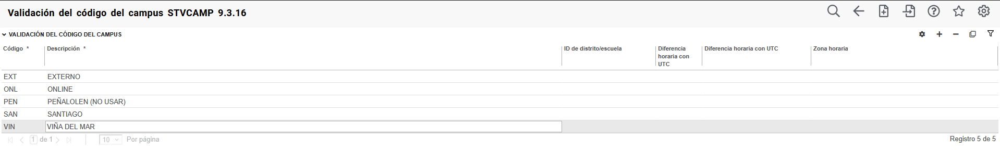 Validación del código del campus STVCAMP 9.3.16
VALIDACIÓN DEL CÓDIGO DEL CAMPUS
Código * Descripción * ID de distrito/escuela Diferencia horaria con UTC Diferencia horaria con UTC Zona horaria
EXT EXTERNO
ONL ONLINE
PEN PEÑALOLEN (NO USAR)
SAN SANTIAGO
VIN VIÑA DEL MAR
1 de 1 10 Por página Registro 5 de 5